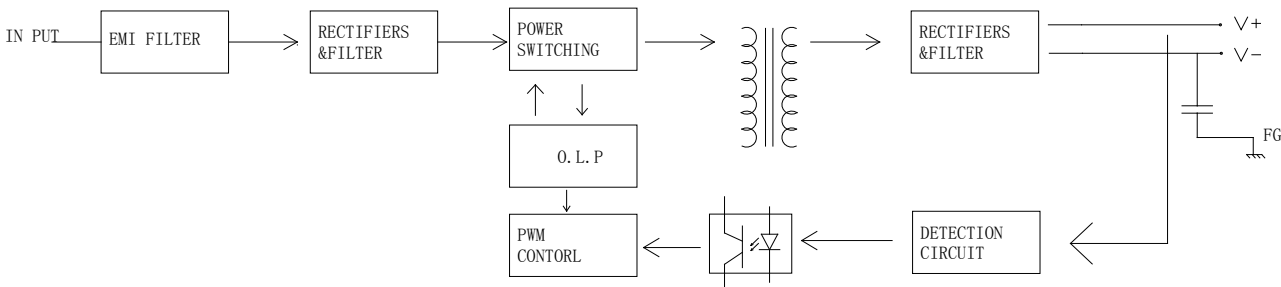 IN PUT
EMI FILTER
RECTIFIERS
&FILTER
POWER
SWITCHING
RECTIFIERS
&FILTER
V+
V-
FG
O.L.P
PWM
CONTORL
DETECTION
CIRCUIT